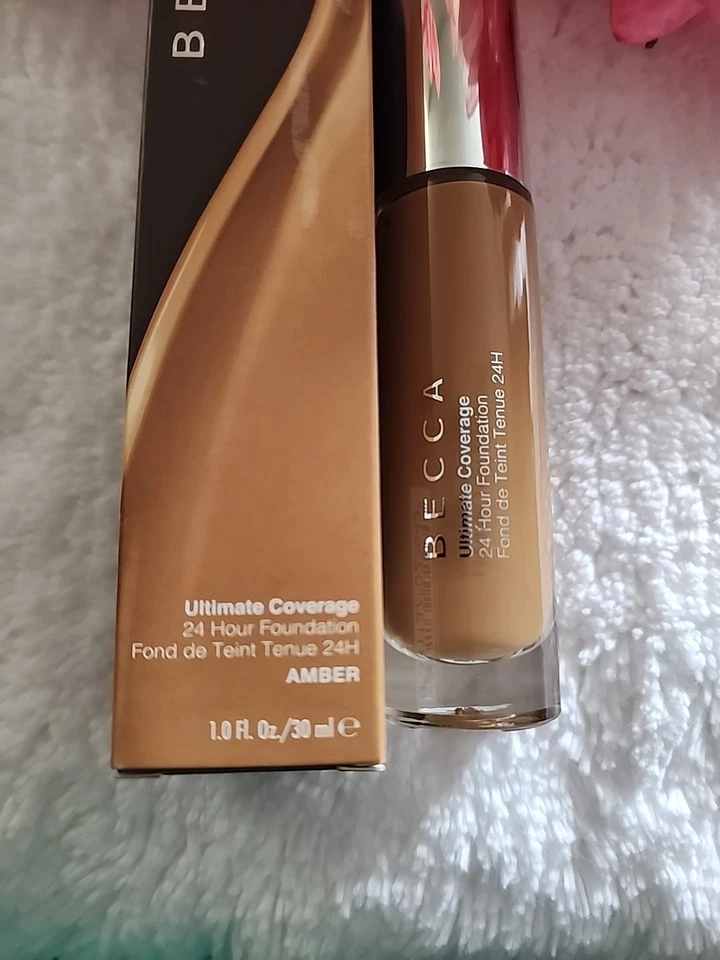 BE
Ultimate Coverage
24 Hour Foundation
Fond de Teint Tenue 24H
AMBER
1.0 Fl. Oz./30 ml ℮
BECCA
Ultimate Coverage
24 Hour Foundation
Fond de Teint Tenue 24H